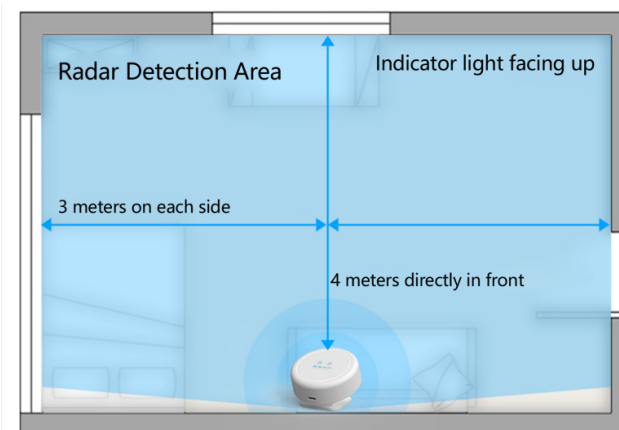 Radar Detection Area
Indicator light facing up
3 meters on each side
4 meters directly in front